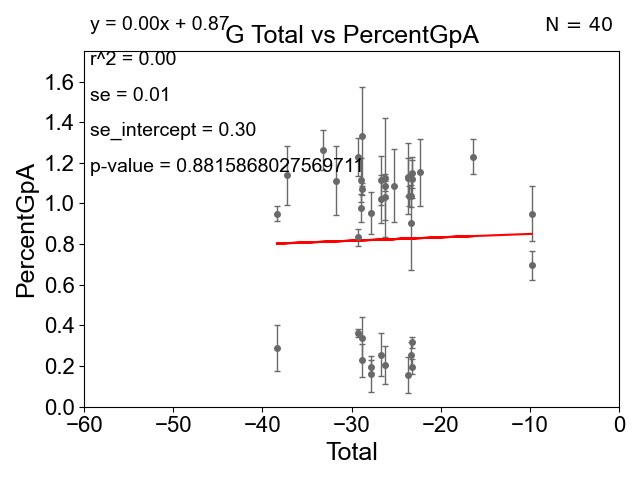 y = 0.00x + 0.87
N = 40
G Total vs PercentGpA
r^2 = 0.00
se = 0.01
se_intercept = 0.30
p-value = 0.8815868027569711
PercentGpA
1.6
1.4
1.2
1.0
0.8
0.6
0.4
0.2
0.0
−60 −50 −40 −30 −20 −10 0
Total